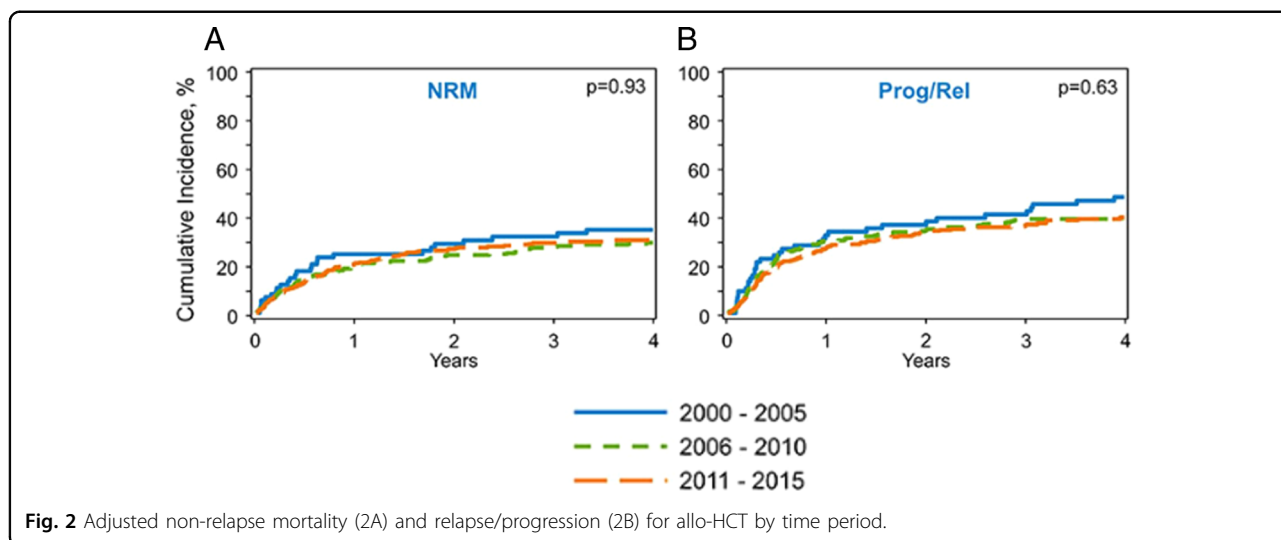 A
B
NRM
p=0.93
Prog/Rel
p=0.63
Cumulative Incidence, %
100
80
60
40
20
0
100
80
60
40
20
0
0 1 2 3 4
Years
0 1 2 3 4
Years
2000 - 2005
2006 - 2010
2011 - 2015
Fig. 2 Adjusted non-relapse mortality (2A) and relapse/progression (2B) for allo-HCT by time period.